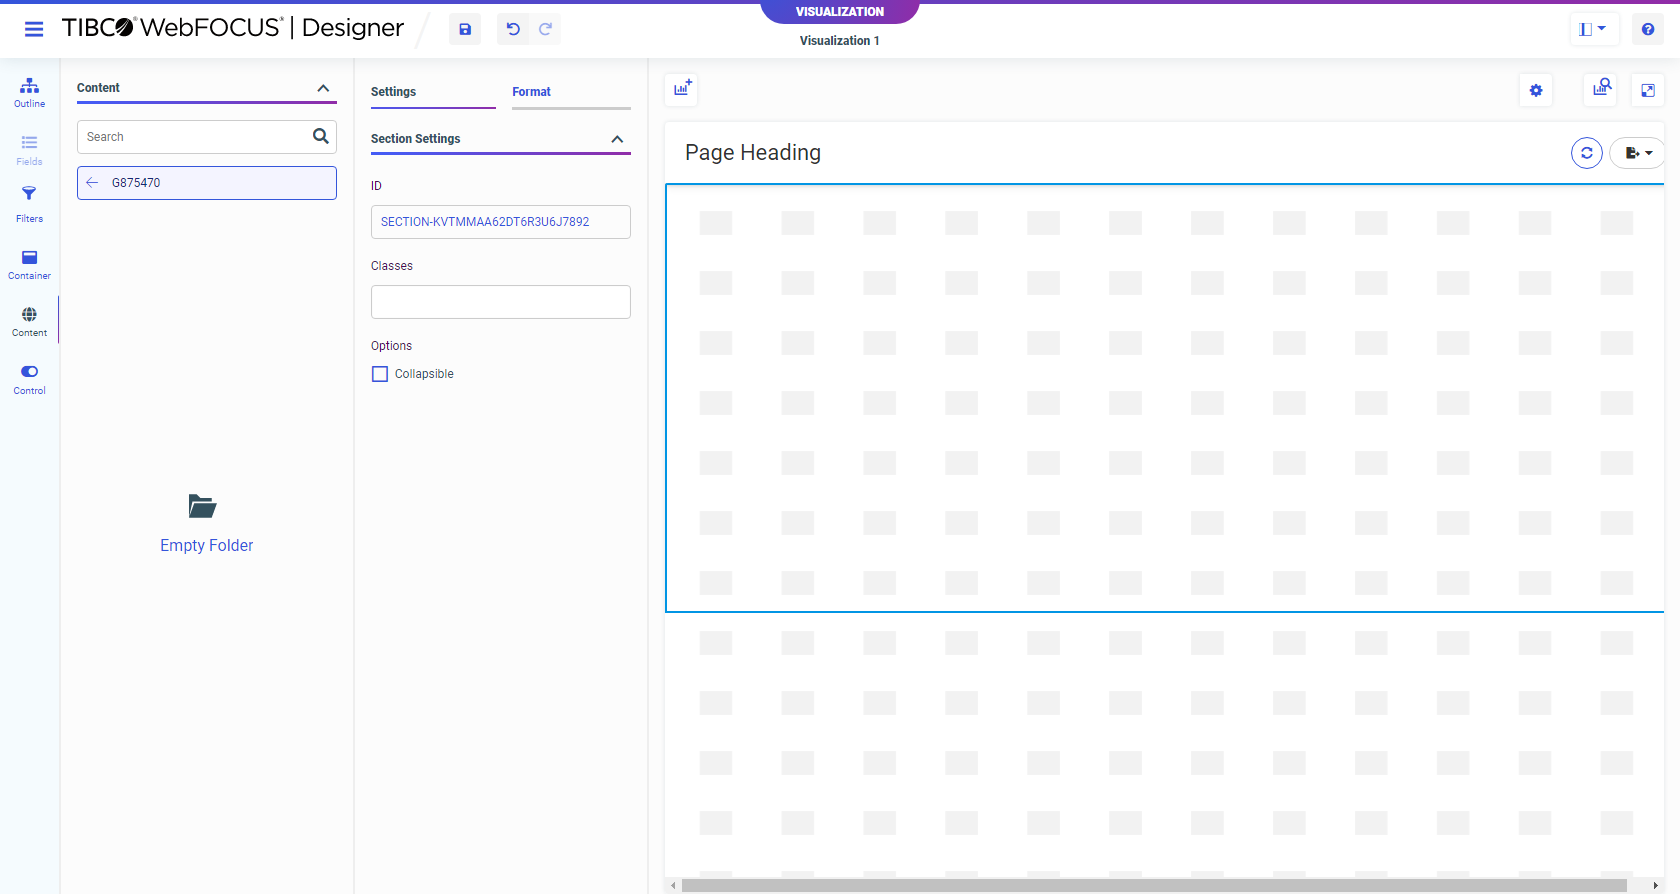 VISUALIZATION
TIBCO® WebFOCUS® | Designer
Visualization 1
Outline
Fields
Filters
Container
Content
Control
Content
Search
G875470
Empty Folder
Settings
Format
Section Settings
ID
SECTION-KVTMMAA62DT6R3U6J7892
Classes
Options
Collapsible
Page Heading